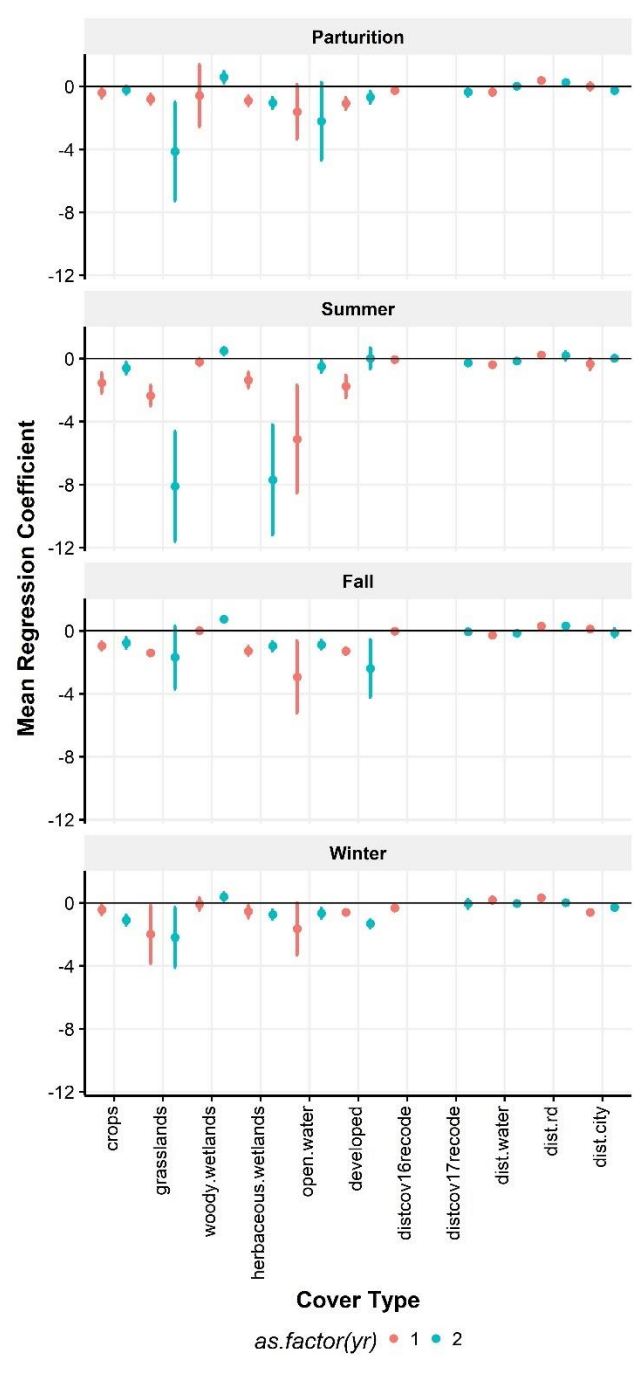 Parturition
0
-4
-8
-12
Summer
0
-4
-8
-12
Fall
0
-4
-8
-12
Winter
0
-4
-8
-12
Mean Regression Coefficient
crops
grasslands
woody.wetlands
herbaceous.wetlands
open.water
developed
distcov16recode
distcov17recode
dist.water
dist.rd
dist.city
Cover Type
as.factor(yr) 1 2